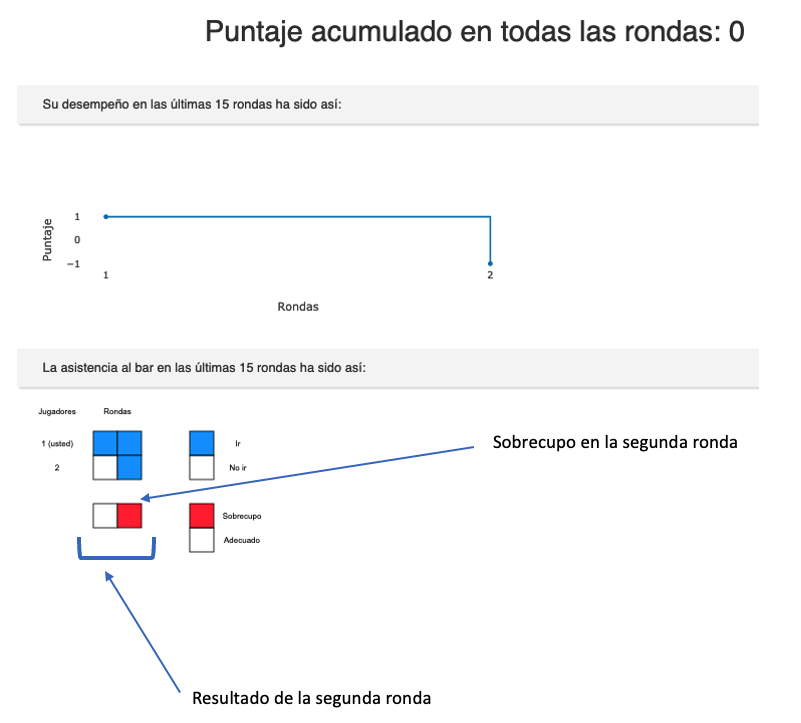 Puntaje acumulado en todas las rondas: 0
Su desempeño en las últimas 15 rondas ha sido así:
Puntaje
1
0
−1
1
2
Rondas
La asistencia al bar en las últimas 15 rondas ha sido así:
Jugadores Rondas
1 (usted) Ir
2 No ir
Sobrecupo en la segunda ronda
Sobrecupo
Adecuado
Resultado de la segunda ronda